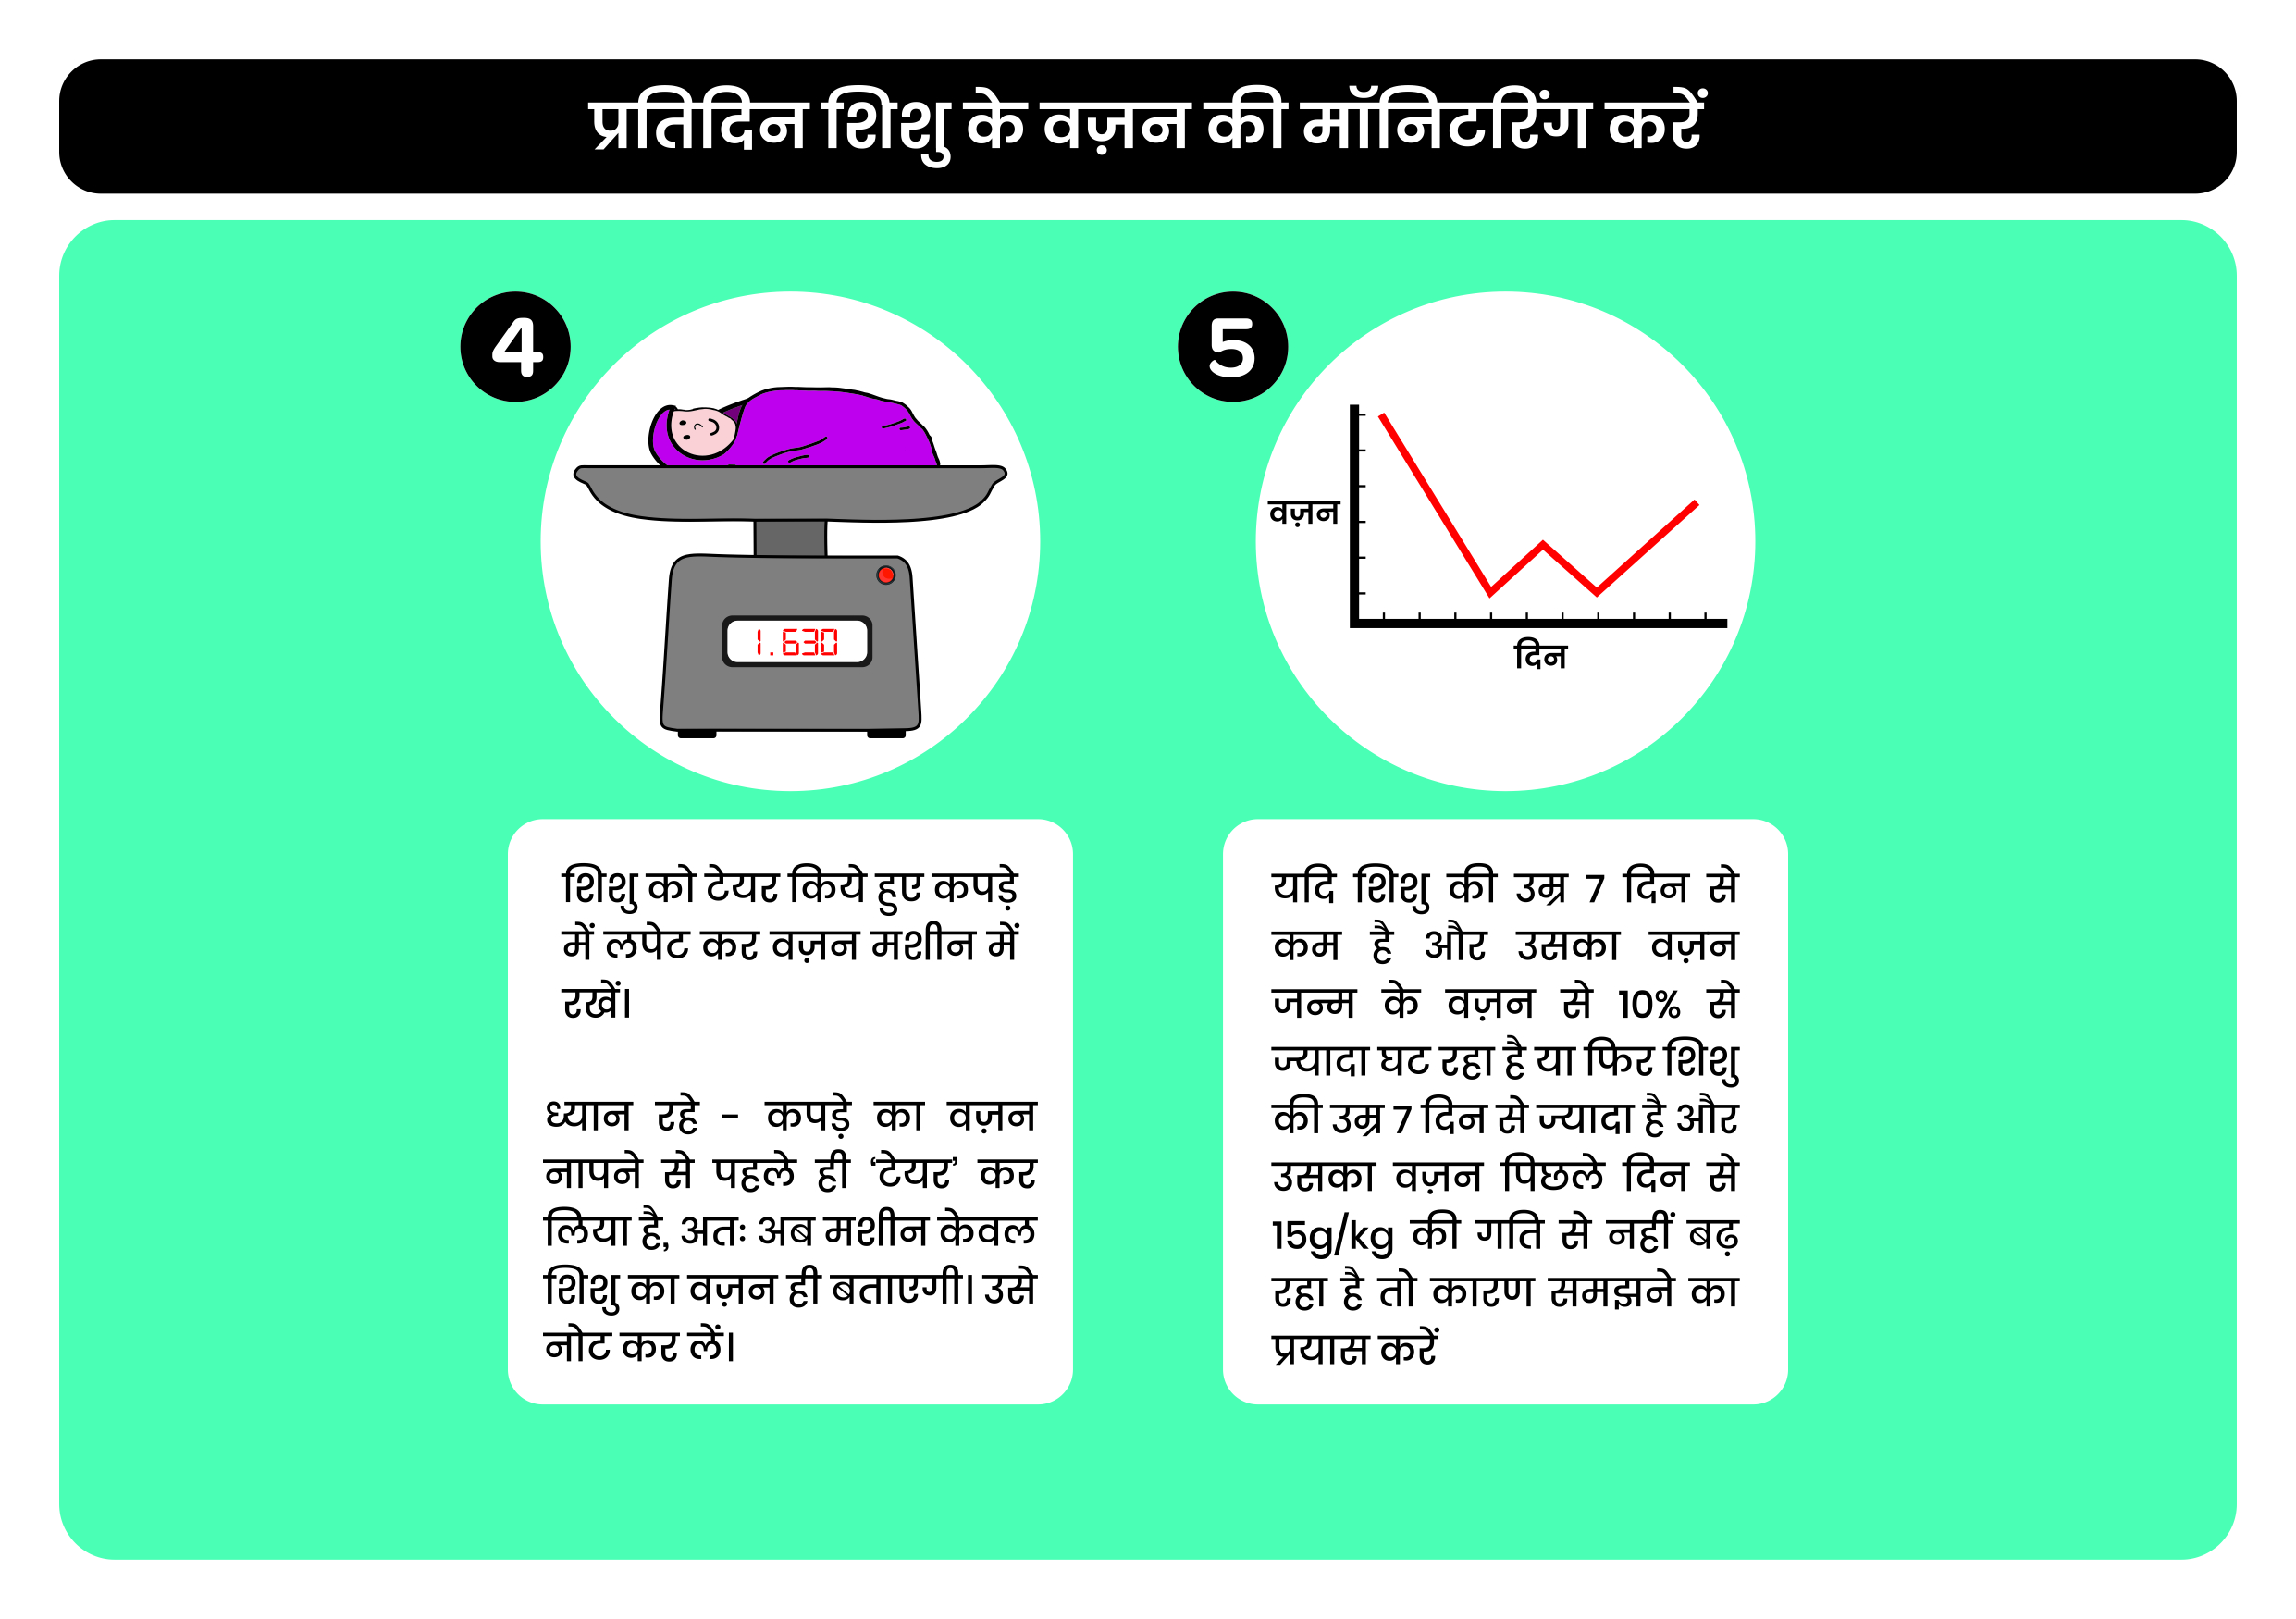 प्रतिदिन शिशु के वज़न की मॉनिटरिंग करें
4
1.630
शिशु को टेयर किये हुए कपड़े
में लपेट कर वज़न मशीन में
रखें।
ध्यान रहे - कपड़े का वज़न
नापने से पहले ही ‘टेयर’ कर
लिया है, अतः अब मशीन केवल
शिशु का वज़न ही बताएगी। उसे
नोट कर लें।
5
वज़न
दिन
यदि शिशु की उम्र 7 दिन से
कम है और उसका वज़न
जन्म के वज़न से 10% से
ज्यादा घट रहा है या फिर शिशु
की उम्र 7 दिन से ज्यादा है और
उसका वज़न पिछले दिन से
15g/kg की गति से नहीं बढ़
रहा है तो कारण समझने का
प्रयास करें